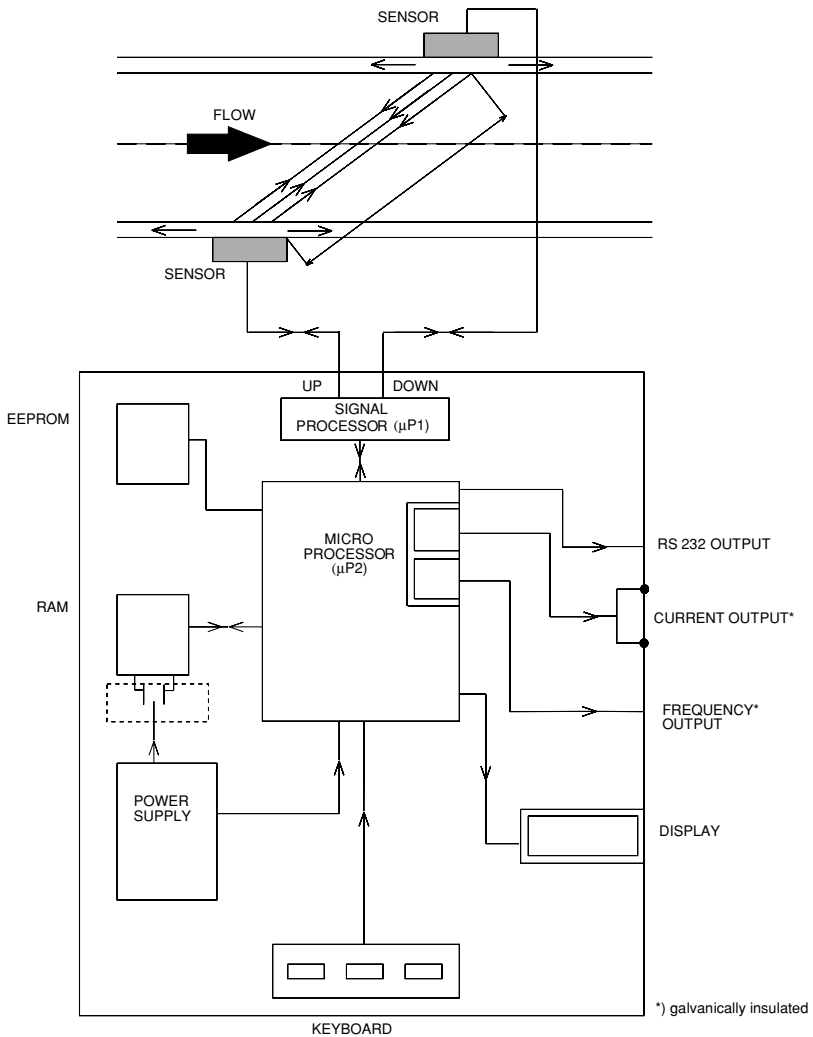 SENSOR
FLOW
SENSOR
UP
DOWN
EEPROM
SIGNAL
PROCESSOR (µP1)
MICRO
PROCESSOR
(µP2)
RS 232 OUTPUT
RAM
CURRENT OUTPUT*
FREQUENCY*
OUTPUT
POWER
SUPPLY
DISPLAY
*) galvanically insulated
KEYBOARD